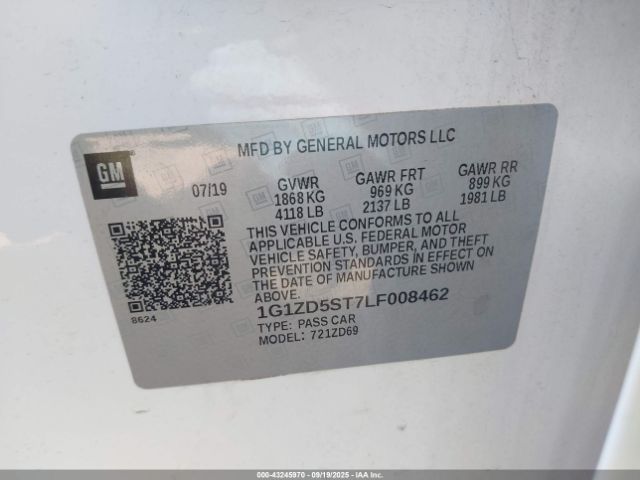 MFD BY GENERAL MOTORS LLC
GM
07/19
GVWR
1868 KG
4118 LB
GAWR FRT
969 KG
2137 LB
GAWR RR
899 KG
1981 LB
THIS VEHICLE CONFORMS TO ALL
APPLICABLE U.S. FEDERAL MOTOR
VEHICLE SAFETY, BUMPER, AND THEFT
PREVENTION STANDARDS IN EFFECT ON
THE DATE OF MANUFACTURE SHOWN
ABOVE.
8624
1G1ZD5ST7LF008462
TYPE: PASS CAR
MODEL: 721ZD69
000-43245970 - 09/19/2025 - IAAI.COM